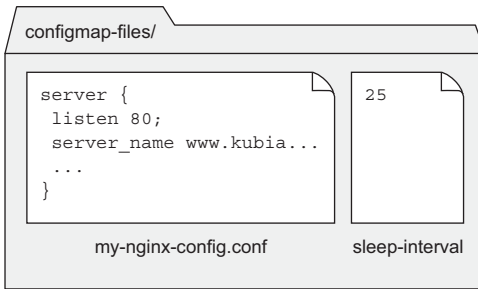 configmap-files/
server {
 listen 80;
 server_name www.kubia...
 ...
}
my-nginx-config.conf
25
sleep-interval